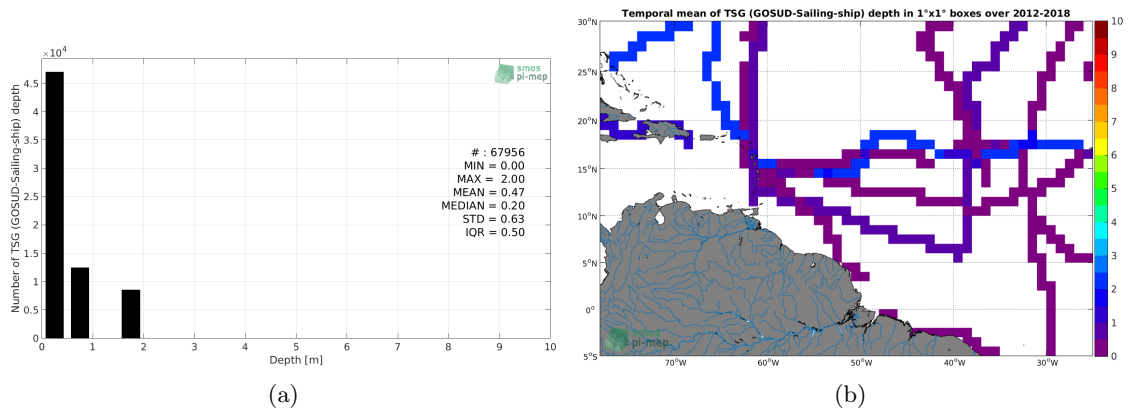 ×10⁴
4.5
4
3.5
3
2.5
2
1.5
1
0.5
0
Number of TSG (GOSUD-Sailing-ship) depth
smos
pi-mep
# : 67956
MIN = 0.00
MAX = 2.00
MEAN = 0.47
MEDIAN = 0.20
STD = 0.63
IQR = 0.50
0 1 2 3 4 5 6 7 8 9 10
Depth [m]
(a)
Temporal mean of TSG (GOSUD-Sailing-ship) depth in 1°x1° boxes over 2012-2018
30°N
25°N
20°N
15°N
10°N
5°N
0°
5°S
smos
pi-mep
70°W 60°W 50°W 40°W 30°W
10
9
8
7
6
5
4
3
2
1
0
(b)